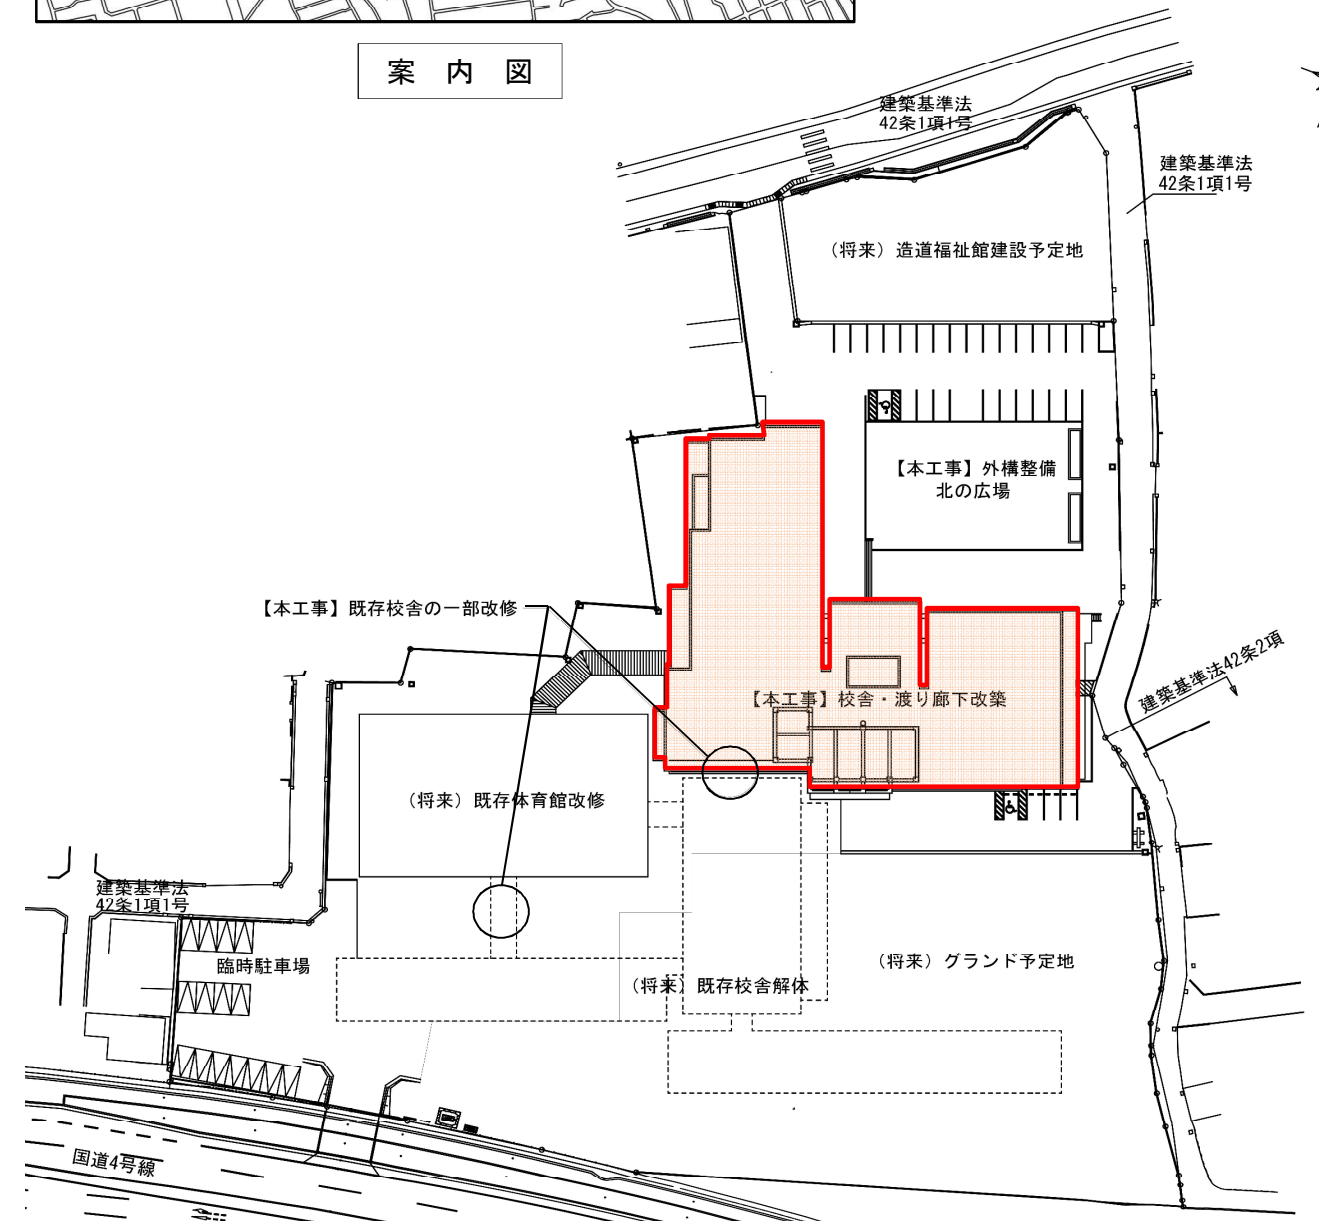 案内図
建築基準法
42条1項1号
建築基準法
42条1項1号
(将来)造道福祉館建設予定地
【本工事】外構整備
北の広場
【本工事】既存校舎の一部改修
建築基準法42条2項
【本工事】校舎・渡り廊下改築
(将来)既存体育館改修
建築基準法
42条1項1号
臨時駐車場
(将来)グランド予定地
(将来)既存校舎解体
国道4号線